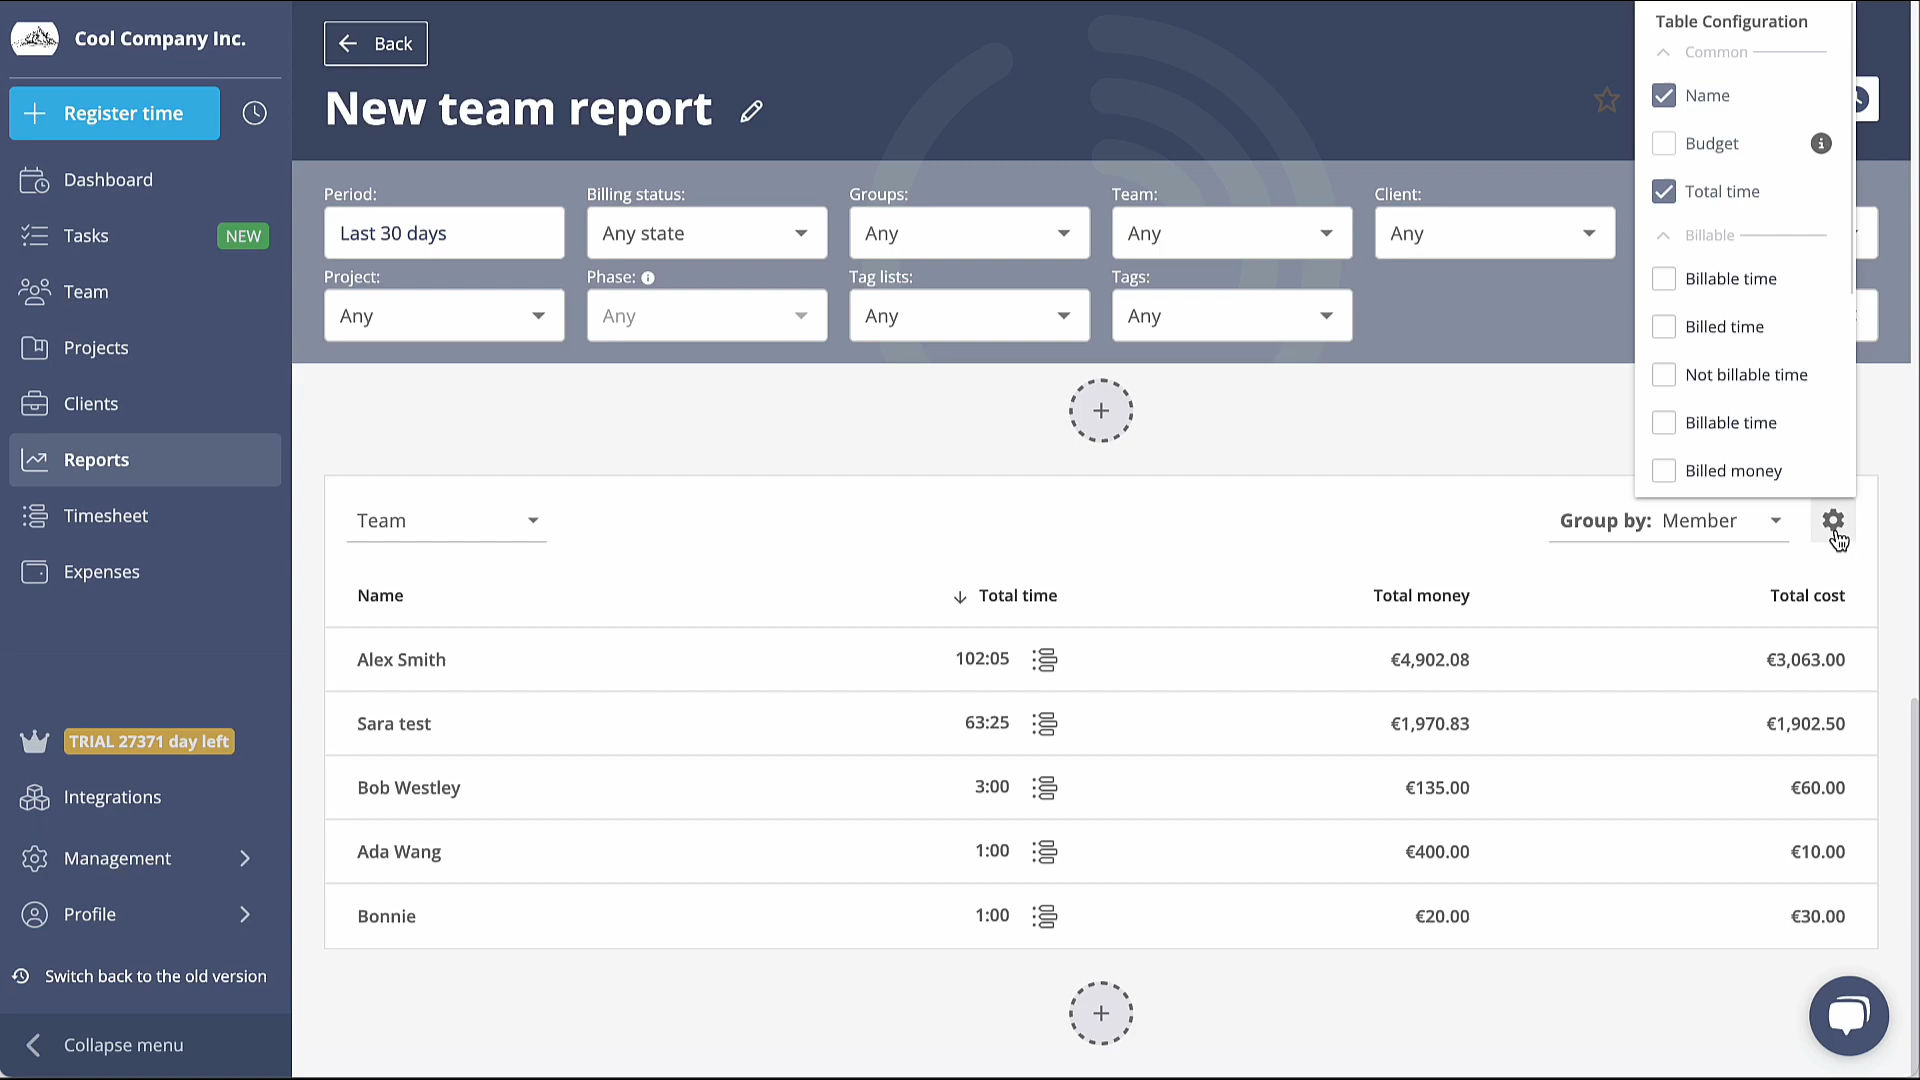 Cool Company Inc.
Register time
Dashboard
Tasks NEW
Team
Projects
Clients
Reports
Timesheet
Expenses
TRIAL 27371 day left
Integrations
Management
Profile
Switch back to the old version
Collapse menu
Back
New team report
Period: Billing status: Groups: Team: Client:
Last 30 days Any state Any Any Any
Project: Phase: Tag lists: Tags:
Any Any Any Any
Table Configuration
Common
Name
Budget
Total time
Billable
Billable time
Billed time
Not billable time
Billable time
Billed money
Team Group by: Member
Name Total time Total money Total cost
Alex Smith 102:05 €4,902.08 €3,063.00
Sara test 63:25 €1,970.83 €1,902.50
Bob Westley 3:00 €135.00 €60.00
Ada Wang 1:00 €400.00 €10.00
Bonnie 1:00 €20.00 €30.00